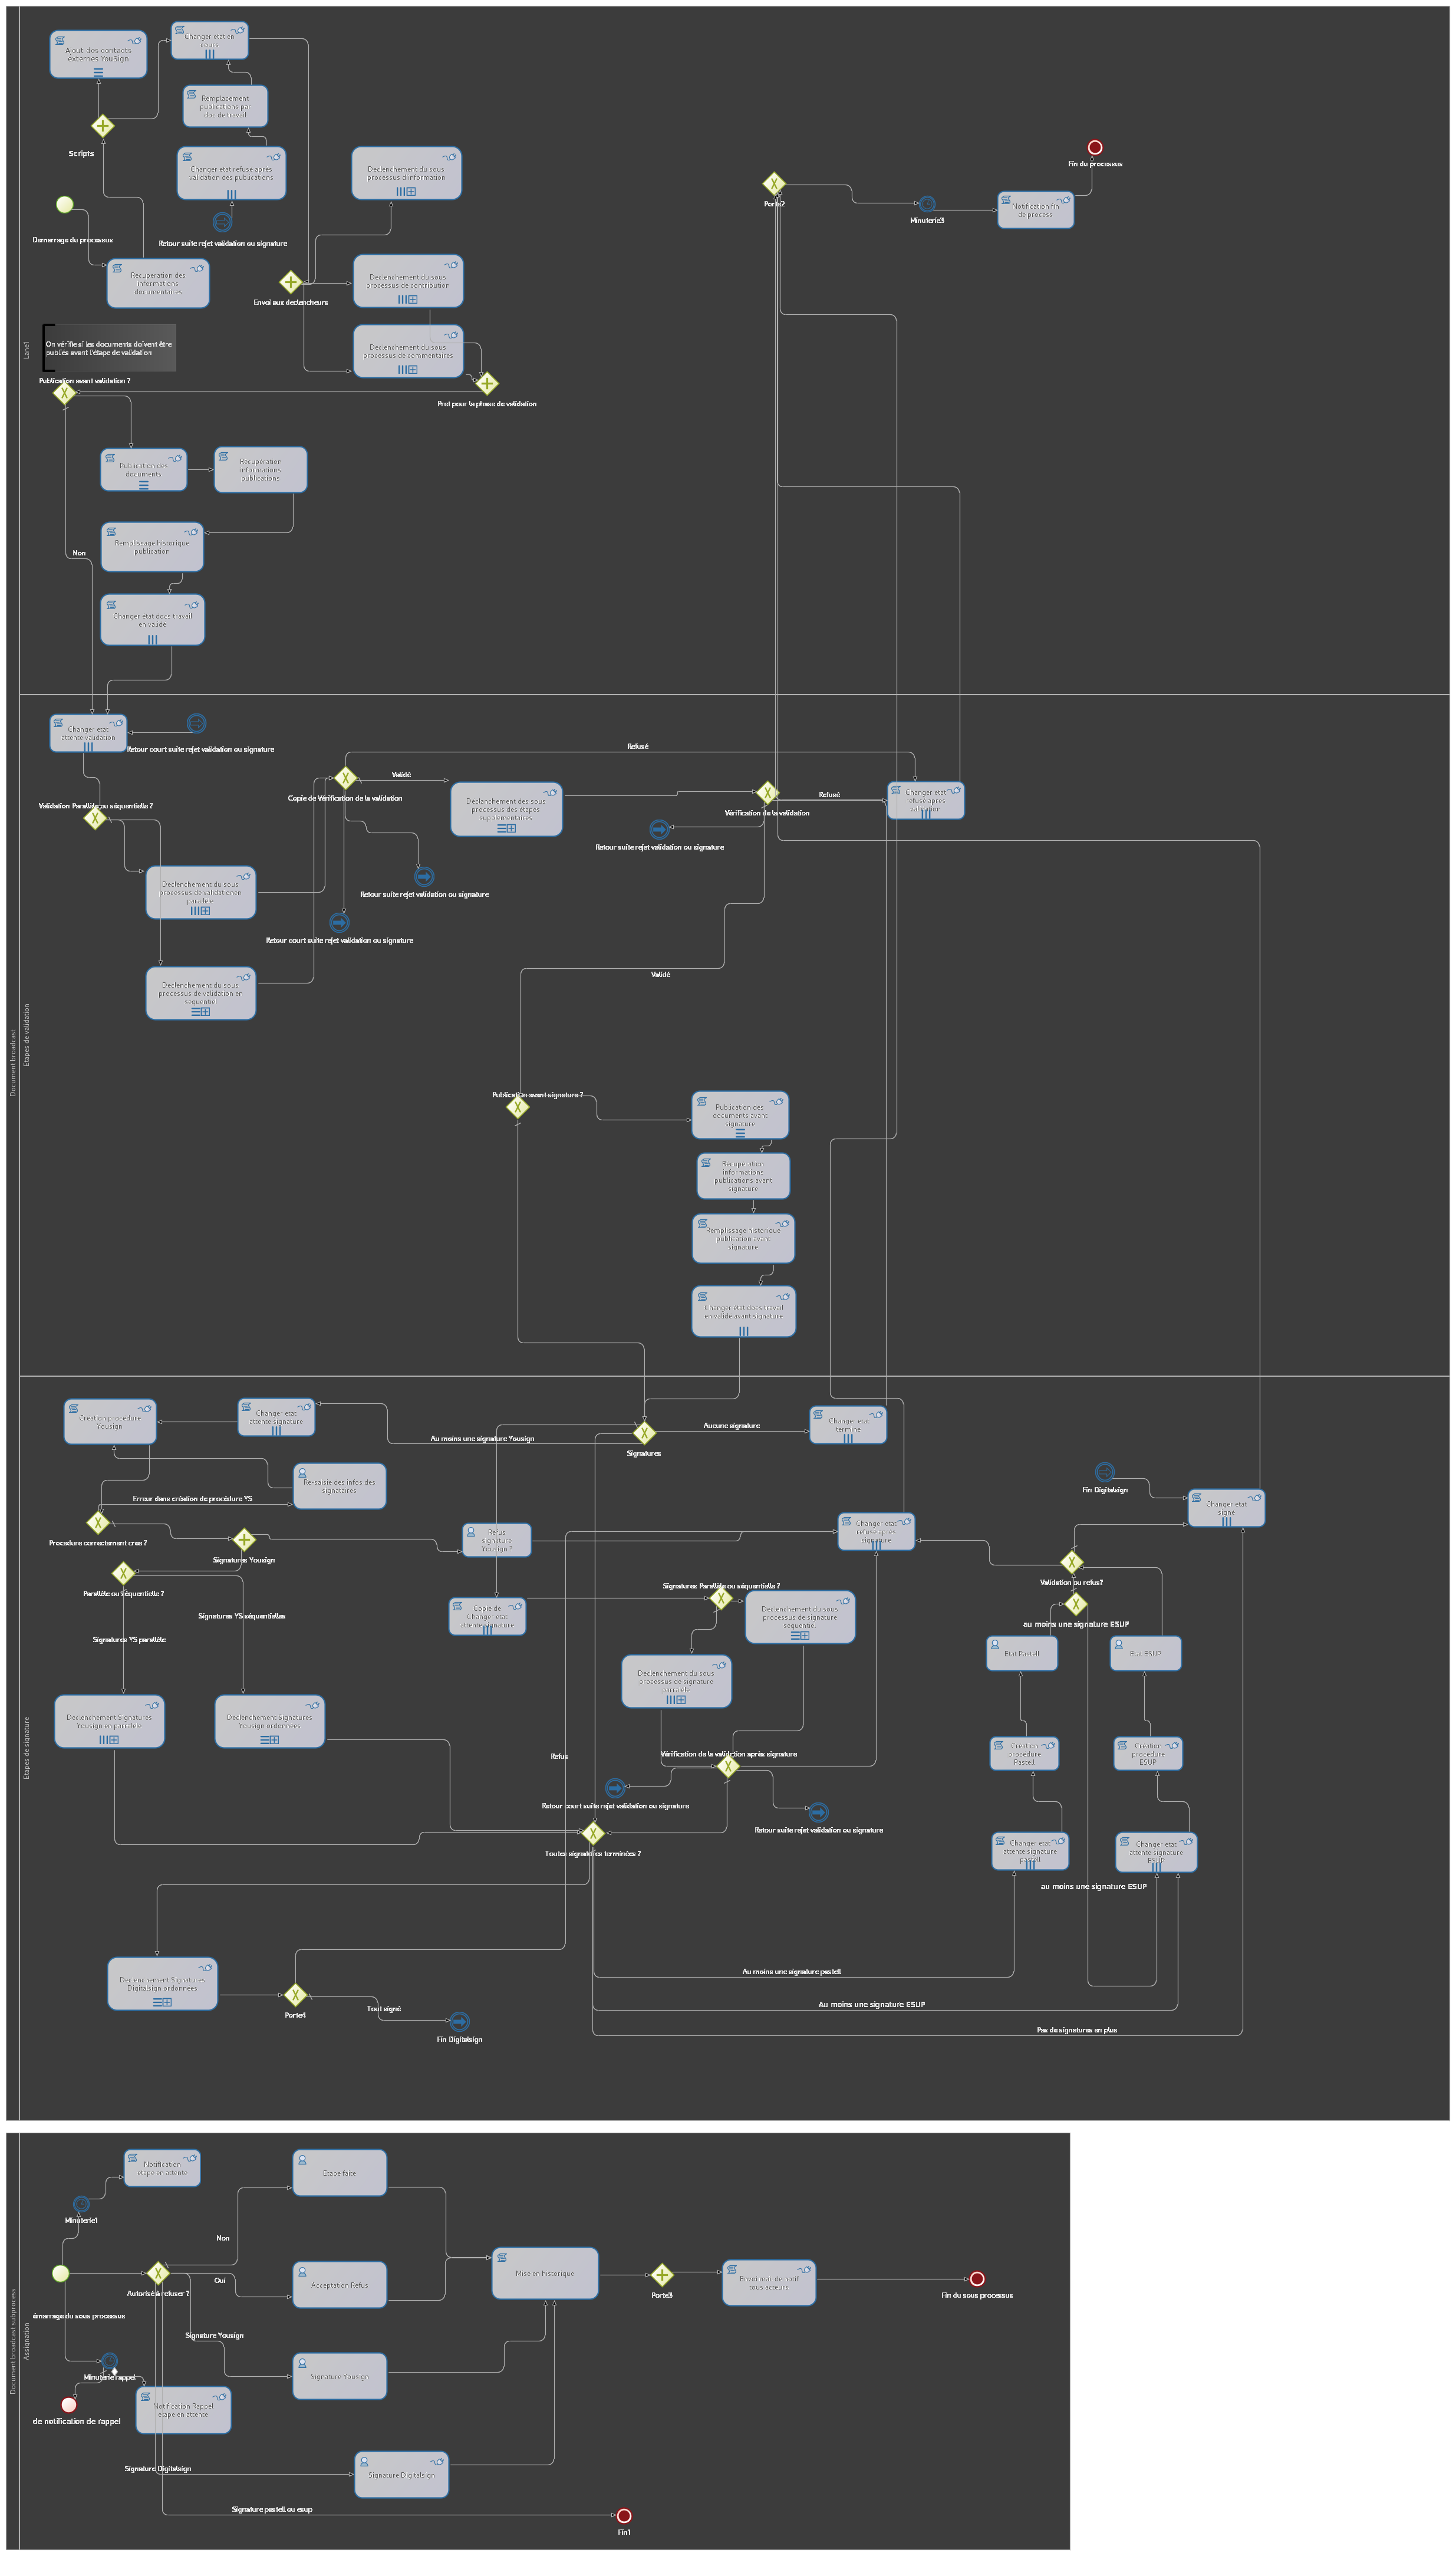 Document broadcast
Lane1
Ajout des contacts
externes YouSign
Changer etat en
cours
Remplacement
publications par
doc de travail
Scripts
Changer etat refuse apres
validation des publications
Declenchement du sous
processus d'information
Demarrage du processus
Retour suite rejet validation ou signature
Recuperation des
informations
documentaires
Envoi aux declencheurs
Declenchement du sous
processus de contribution
Declenchement du sous
processus de commentaires
On vérifie si les documents doivent être
publiés avant l'étape de validation
Publication avant validation ?
Pret pour la phase de validation
Fin du processus
Porte2
Minuterie3
Notification fin
de process
Publication des
documents
Recuperation
informations
publications
Remplissage historique
publication
Non
Changer etat docs travail
en valide
Etapes de validation
Changer etat
attente validation
Retour court suite rejet validation ou signature
Validation Parallèle ou séquentielle ?
Refusé
Validé
Copie de Vérification de la validation
Declanchement des sous
processus des etapes
supplementaires
Vérification de la validation
Refusé
Changer etat
refuse apres
validation
Retour suite rejet validation ou signature
Declenchement du sous
processus de validationen
parallele
Retour suite rejet validation ou signature
Retour court suite rejet validation ou signature
Declenchement du sous
processus de validation en
sequentiel
Validé
Publication avant signature ?
Publication des
documents avant
signature
Recuperation
informations
publications avant
signature
Remplissage historique
publication avant
signature
Changer etat docs travail
en valide avant signature
Etapes de signature
Creation procedure
Yousign
Changer etat
attente signature
Au moins une signature Yousign
Signatures
Aucune signature
Changer etat
termine
Re-saisie des infos des
signataires
Erreur dans création de procédure YS
Procedure correctement cree ?
Signatures Yousign
Refus
signature
Yousign ?
Changer etat
refuse apres
signature
Fin Digitalsign
Changer etat
signe
Parallèle ou séquentielle ?
Signatures YS séquentielles
Signatures YS parallèle
Copie de
Changer etat
attente signature
Signatures Parallèle ou séquentielle ?
Declenchement du sous
processus de signature
sequentiel
Validation ou refus?
au moins une signature ESUP
Etat Pastell
Etat ESUP
Declenchement du sous
processus de signature
parralele
Declenchement Signatures
Yousign en parralele
Declenchement Signatures
Yousign ordonnees
Refus
Vérification de la validation après signature
Creation
procedure
Pastell
Creation
procedure
ESUP
Retour court suite rejet validation ou signature
Retour suite rejet validation ou signature
Toutes signatures terminées ?
Changer etat
attente signature
pastell
Changer etat
attente signature
ESUP
au moins une signature ESUP
Declenchement Signatures
Digitalsign ordonnees
Porte4
Tout signé
Fin Digitalsign
Au moins une signature pastell
Au moins une signature ESUP
Pas de signatures en plus
Document broadcast subprocess
Assignation
Notification
etape en attente
Minuterie1
Etape faite
Non
Autorisé à refuser ?
Oui
Acceptation Refus
Mise en historique
Porte3
Envoi mail de notif
tous acteurs
Fin du sous processus
émarrage du sous processus
Signature Yousign
Minuterie rappel
Signature Yousign
de notification de rappel
Notification Rappel
etape en attente
Signature Digitalsign
Signature Digitalsign
Signature pastell ou esup
Fin1